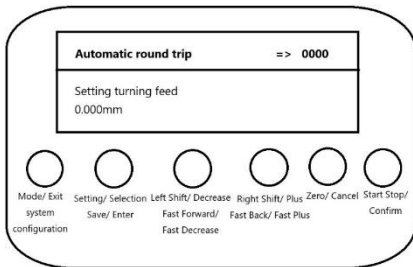 Automatic round trip => 0000
Setting turning feed
0.000mm
Mode/ Exit
system
configuration
Setting/ Selection
Save/ Enter
Left Shift/ Decrease
Fast Forward/
Fast Decrease
Right Shift/ Plus
Fast Back/ Fast Plus
Zero/ Cancel
Start Stop/
Confirm